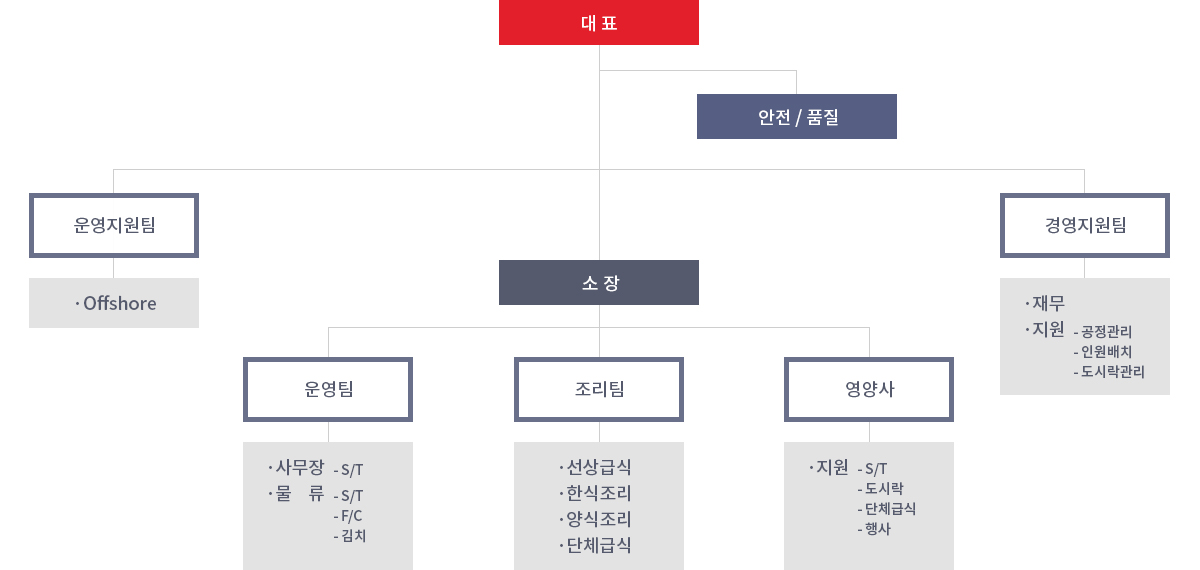 대 표
안전 / 품질
운영지원팀
· Offshore
경영지원팀
· 재무
· 지원 - 공정관리
- 인원배치
- 도시락관리
소 장
운영팀
· 사무장 - S/T
· 물 류 - S/T
- F/C
- 김치
조리팀
· 선상급식
· 한식조리
· 양식조리
· 단체급식
영양사
· 지원 - S/T
- 도시락
- 단체급식
- 행사